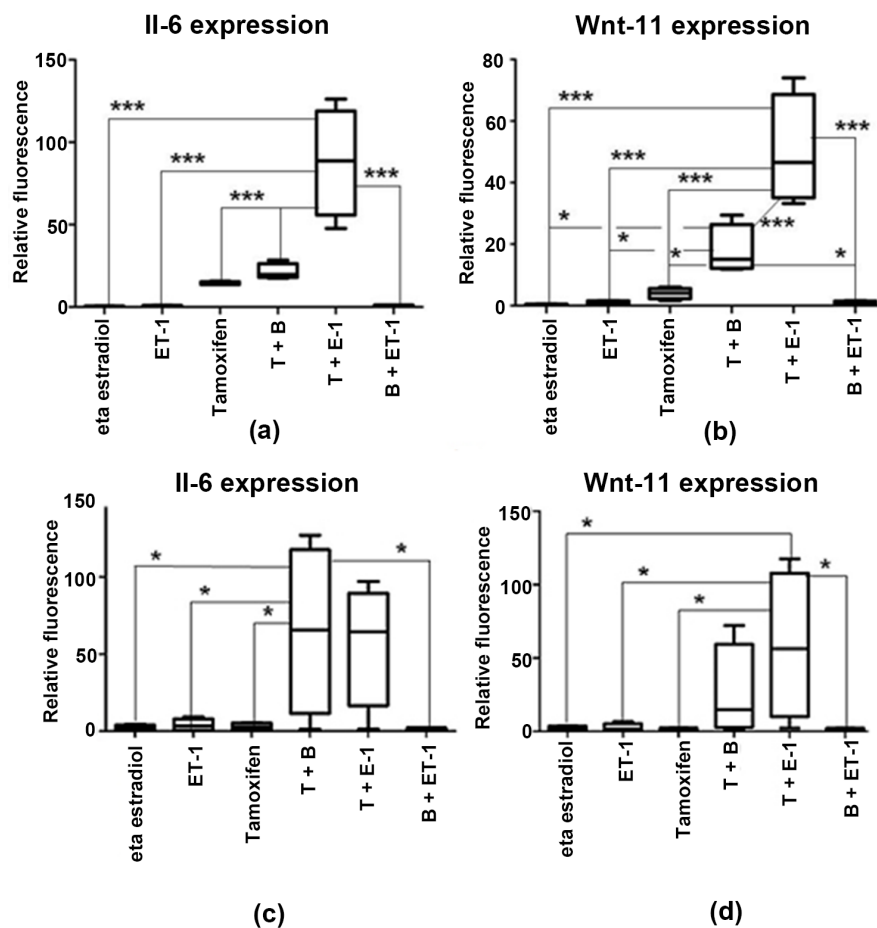 Il-6 expression
Relative fluorescence
150
100
50
0
***
***
***
***
eta estradiol
ET-1
Tamoxifen
T + B
T + E-1
B + ET-1
(a)
Wnt-11 expression
Relative fluorescence
80
60
40
20
0
***
***
***
***
*
***
*
*
*
eta estradiol
ET-1
Tamoxifen
T + B
T + E-1
B + ET-1
(b)
Il-6 expression
Relative fluorescence
150
100
50
0
*
*
*
*
eta estradiol
ET-1
Tamoxifen
T + B
T + E-1
B + ET-1
(c)
Wnt-11 expression
Relative fluorescence
150
100
50
0
*
*
*
*
eta estradiol
ET-1
Tamoxifen
T + B
T + E-1
B + ET-1
(d)